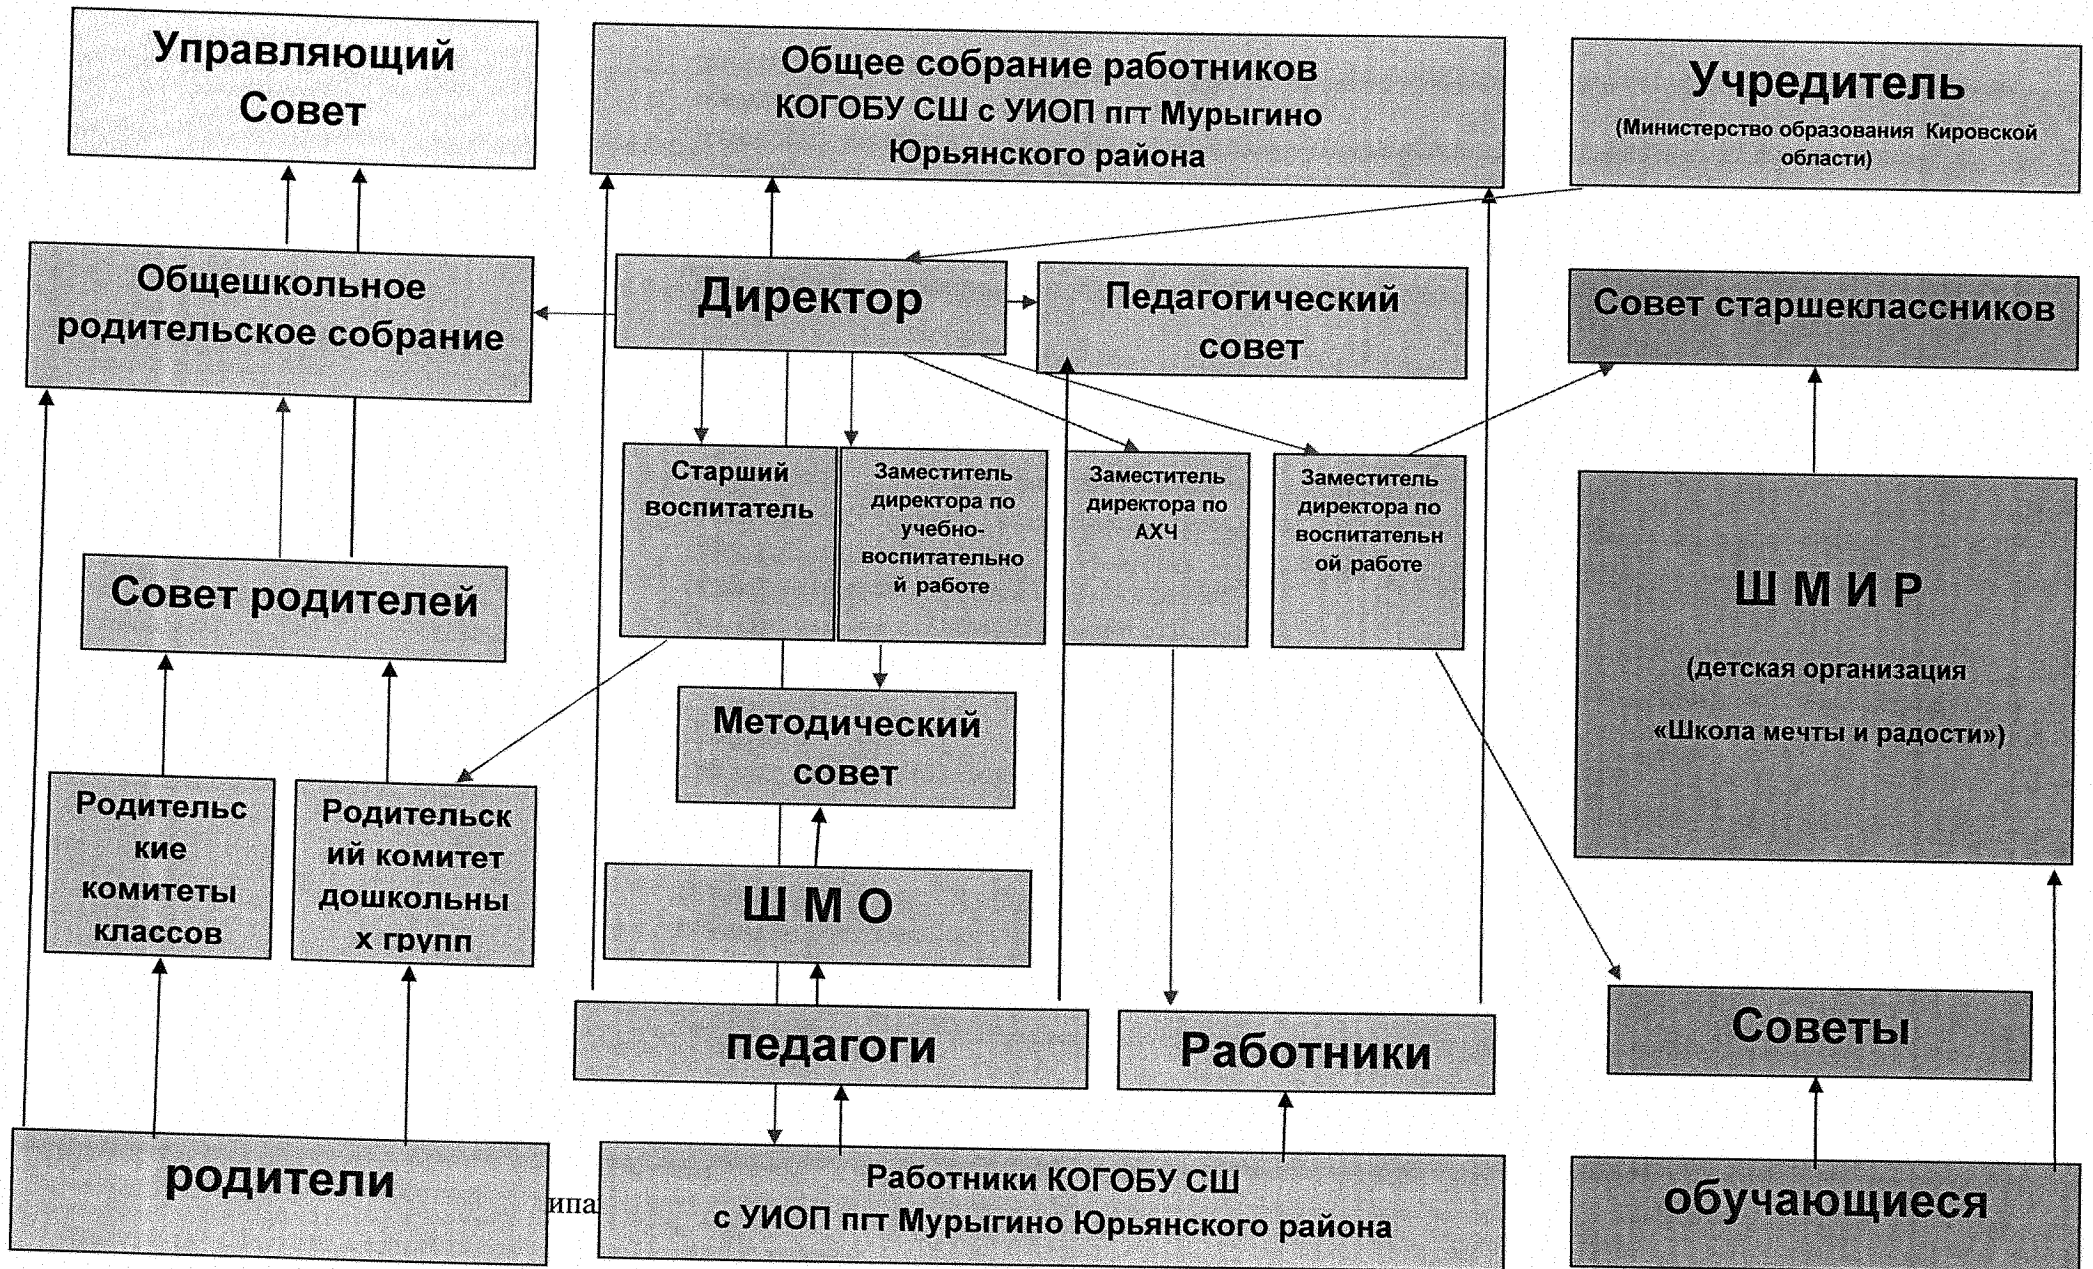 Управляющий
Совет
Общее собрание работников
КОГОБУ СШ с УИОП пгт Мурыгино
Юрьянского района
Учредитель
(Министерство образования Кировской
области)
Общешкольное
родительское собрание
Директор
Педагогический
совет
Совет старшеклассников
Старший
воспитатель
Заместитель
директора по
учебно-
воспитательно
й работе
Заместитель
директора по
АХЧ
Заместитель
директора по
воспитательн
ой работе
Ш М И Р
(детская организация
«Школа мечты и радости»)
Совет родителей
Методический
совет
Родительс
кие
комитеты
классов
Родительск
ий комитет
дошкольны
х групп
Ш М О
педагоги
Работники
Советы
родители
ипа
Работники КОГОБУ СШ
с УИОП пгт Мурыгино Юрьянского района
обучающиеся